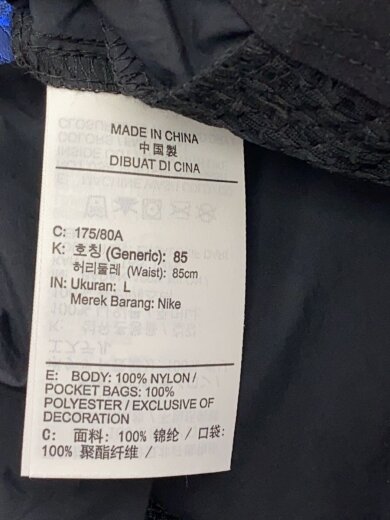 MADE IN CHINA
中国製
DIBUAT DI CINA
C: 175/80A
K: 호칭 (Generic): 85
허리둘레 (Waist): 85cm
IN: Ukuran: L
Merek Barang: Nike
E: BODY: 100% NYLON /
POCKET BAGS: 100%
POLYESTER / EXCLUSIVE OF
DECORATION
C: 面料: 100% 锦纶 / 口袋:
100% 聚酯纤维 /